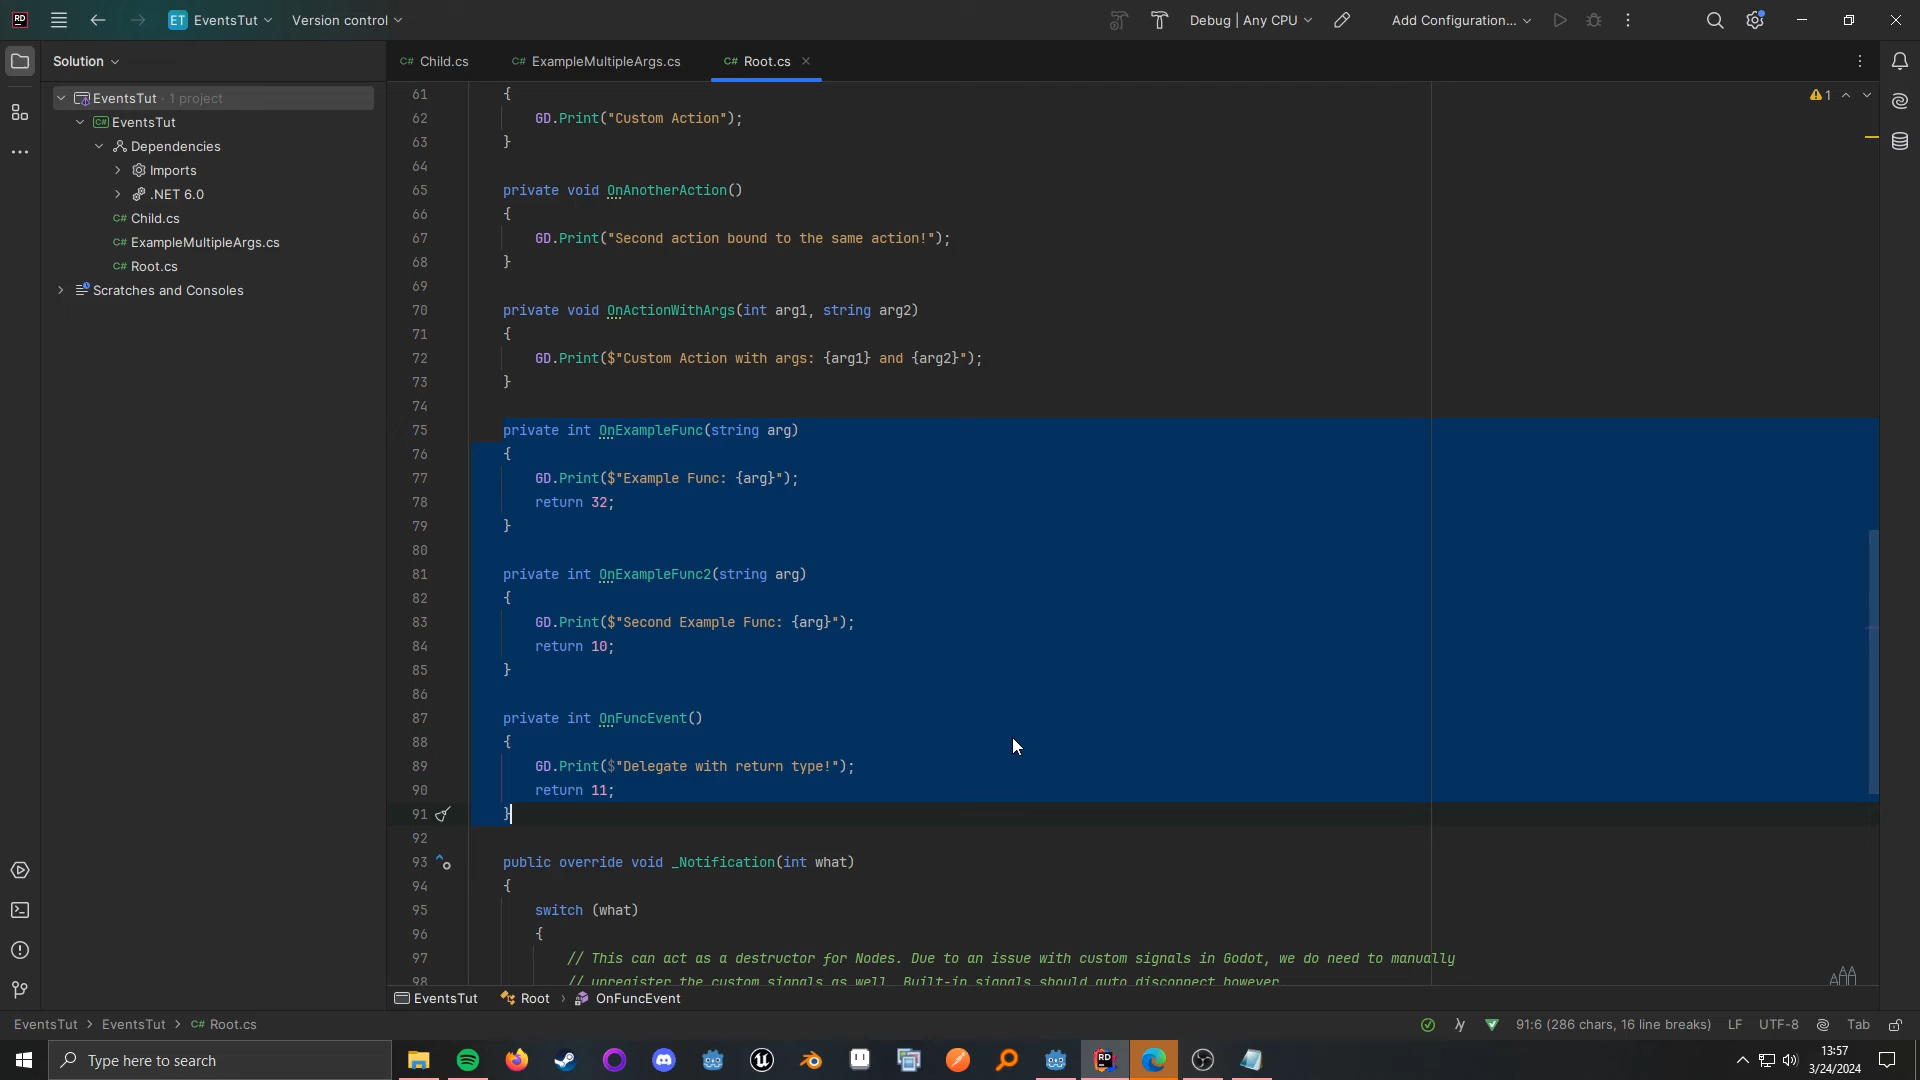 RD
ET EventsTut
Version control
Debug | Any CPU
Add Configuration...
Solution
C# Child.cs
C# ExampleMultipleArgs.cs
C# Root.cs
EventsTut · 1 project
C# EventsTut
Dependencies
Imports
.NET 6.0
C# Child.cs
C# ExampleMultipleArgs.cs
C# Root.cs
Scratches and Consoles
1
61 {
62 GD.Print("Custom Action");
63 }
64
65 private void OnAnotherAction()
66 {
67 GD.Print("Second action bound to the same action!");
68 }
69
70 private void OnActionWithArgs(int arg1, string arg2)
71 {
72 GD.Print($"Custom Action with args: {arg1} and {arg2}");
73 }
74
75 private int OnExampleFunc(string arg)
76 {
77 GD.Print($"Example Func: {arg}");
78 return 32;
79 }
80
81 private int OnExampleFunc2(string arg)
82 {
83 GD.Print($"Second Example Func: {arg}");
84 return 10;
85 }
86
87 private int OnFuncEvent()
88 {
89 GD.Print($"Delegate with return type!");
90 return 11;
91 }
92
93 public override void _Notification(int what)
94 {
95 switch (what)
96 {
97 // This can act as a destructor for Nodes. Due to an issue with custom signals in Godot, we do need to manually
98 // unregister the custom signals as well. Built-in signals should auto disconnect however
EventsTut Root › OnFuncEvent
EventsTut > EventsTut > C# Root.cs
91:6 (286 chars, 16 line breaks) LF UTF-8 Tab
Type here to search
RD
13:57
3/24/2024